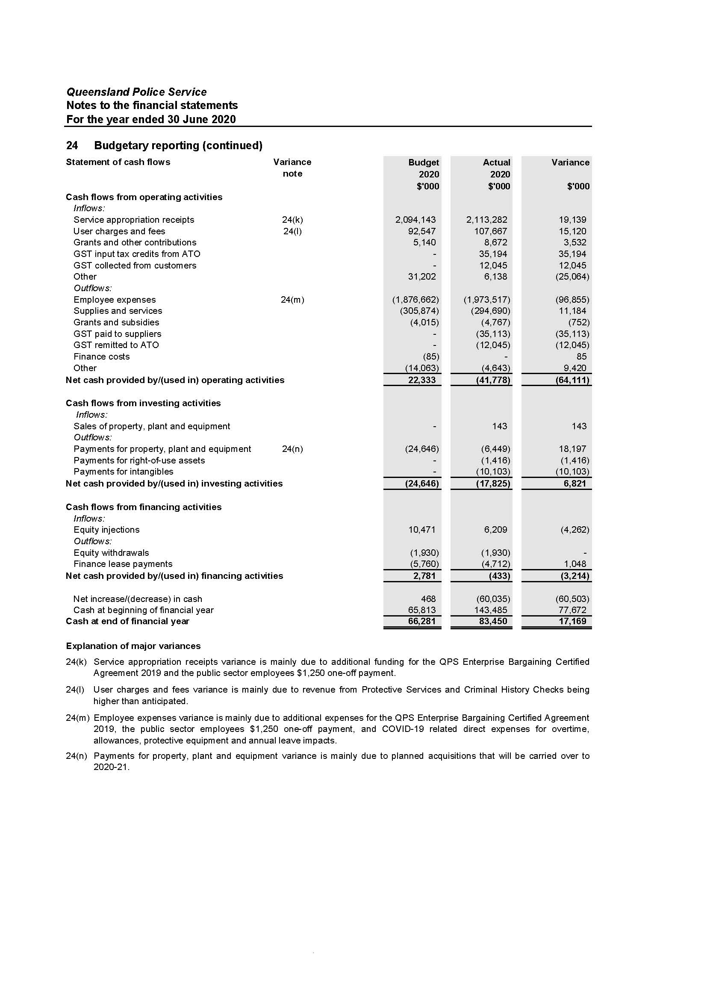 Queensland Police Service
Notes to the financial statements
For the year ended 30 June 2020
24 Budgetary reporting (continued)
Statement of cash flows Variance Budget Actual Variance
note 2020 2020
$'000 $'000 $'000
Cash flows from operating activities
Inflows:
Service appropriation receipts 24(k) 2,094,143 2,113,282 19,139
User charges and fees 24(l) 92,547 107,667 15,120
Grants and other contributions 5,140 8,672 3,532
GST input tax credits from ATO - 35,194 35,194
GST collected from customers - 12,045 12,045
Other 31,202 6,138 (25,064)
Outflows:
Employee expenses 24(m) (1,876,662) (1,973,517) (96,855)
Supplies and services (305,874) (294,690) 11,184
Grants and subsidies (4,015) (4,767) (752)
GST paid to suppliers - (35,113) (35,113)
GST remitted to ATO - (12,045) (12,045)
Finance costs (85) - 85
Other (14,063) (4,643) 9,420
Net cash provided by/(used in) operating activities 22,333 (41,778) (64,111)
Cash flows from investing activities
Inflows:
Sales of property, plant and equipment - 143 143
Outflows:
Payments for property, plant and equipment 24(n) (24,646) (6,449) 18,197
Payments for right-of-use assets - (1,416) (1,416)
Payments for intangibles - (10,103) (10,103)
Net cash provided by/(used in) investing activities (24,646) (17,825) 6,821
Cash flows from financing activities
Inflows:
Equity injections 10,471 6,209 (4,262)
Outflows:
Equity withdrawals (1,930) (1,930) -
Finance lease payments (5,760) (4,712) 1,048
Net cash provided by/(used in) financing activities 2,781 (433) (3,214)
Net increase/(decrease) in cash 468 (60,035) (60,503)
Cash at beginning of financial year 65,813 143,485 77,672
Cash at end of financial year 66,281 83,450 17,169
Explanation of major variances
24(k) Service appropriation receipts variance is mainly due to additional funding for the QPS Enterprise Bargaining Certified
Agreement 2019 and the public sector employees $1,250 one-off payment.
24(l) User charges and fees variance is mainly due to revenue from Protective Services and Criminal History Checks being
higher than anticipated.
24(m) Employee expenses variance is mainly due to additional expenses for the QPS Enterprise Bargaining Certified Agreement
2019, the public sector employees $1,250 one-off payment, and COVID-19 related direct expenses for overtime,
allowances, protective equipment and annual leave impacts.
24(n) Payments for property, plant and equipment variance is mainly due to planned acquisitions that will be carried over to
2020-21.